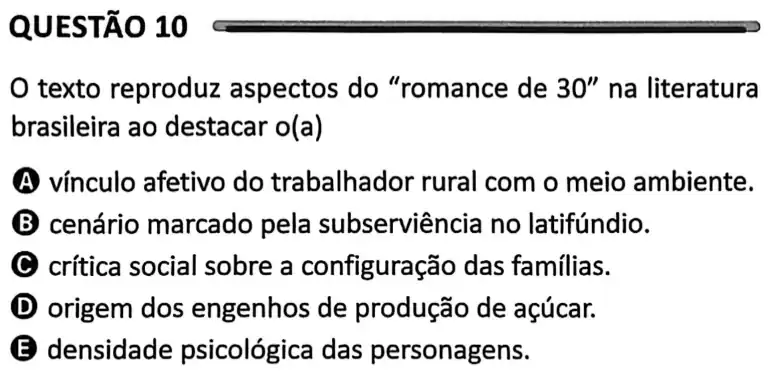 QUESTÃO 10
O texto reproduz aspectos do “romance de 30” na literatura
brasileira ao destacar o(a)
A vínculo afetivo do trabalhador rural com o meio ambiente.
B cenário marcado pela subserviência no latifúndio.
C crítica social sobre a configuração das famílias.
D origem dos engenhos de produção de açúcar.
E densidade psicológica das personagens.